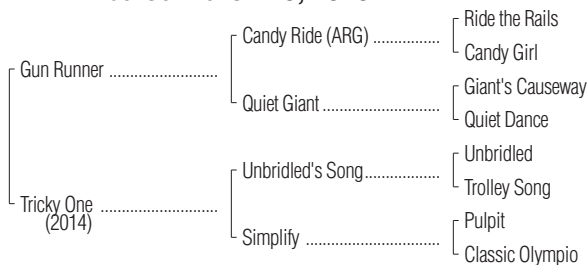 Gun Runner
Tricky One
(2014)
Candy Ride (ARG)
Quiet Giant
Unbridled's Song
Simplify
Ride the Rails
Candy Girl
Giant's Causeway
Quiet Dance
Unbridled
Trolley Song
Pulpit
Classic Olympio